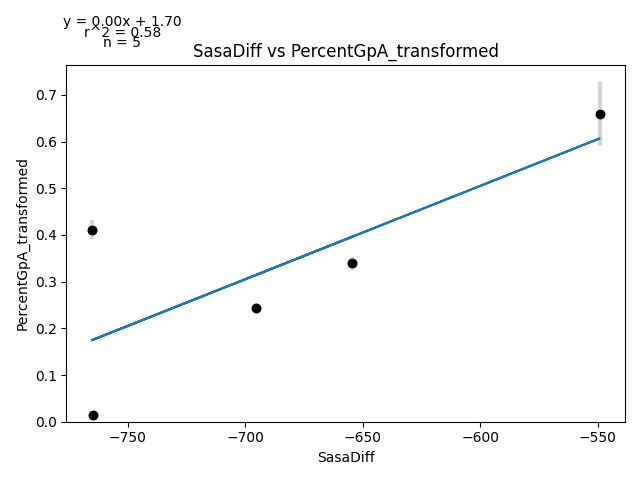 y = 0.00x + 1.70
r^2 = 0.58
n = 5
SasaDiff vs PercentGpA_transformed
PercentGpA_transformed
0.7
0.6
0.5
0.4
0.3
0.2
0.1
0.0
−750
−700
−650
−600
−550
SasaDiff